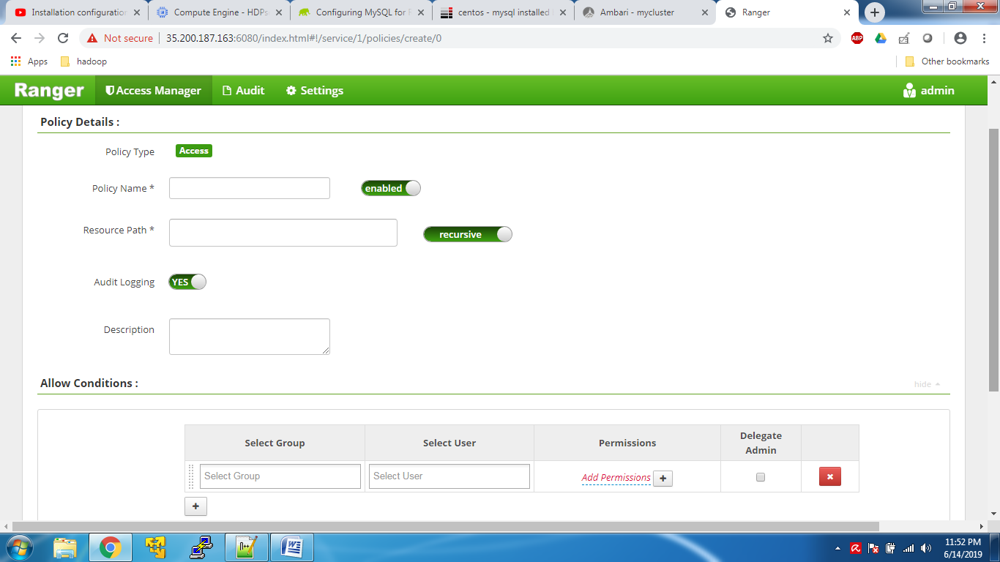 Installation configuration
Compute Engine - HDPs
Configuring MySQL for R
centos - mysql installed
Ambari - mycluster
Ranger
Not secure
35.200.187.163:6080/index.html#!/service/1/policies/create/0
ABP
Apps
hadoop
Other bookmarks
Ranger
Access Manager
Audit
Settings
admin
Policy Details :
Policy Type
Access
Policy Name *
enabled
Resource Path *
recursive
Audit Logging
YES
Description
Allow Conditions :
hide
Select Group
Select User
Permissions
Delegate
Admin
Select Group
Select User
Add Permissions
11:52 PM
6/14/2019